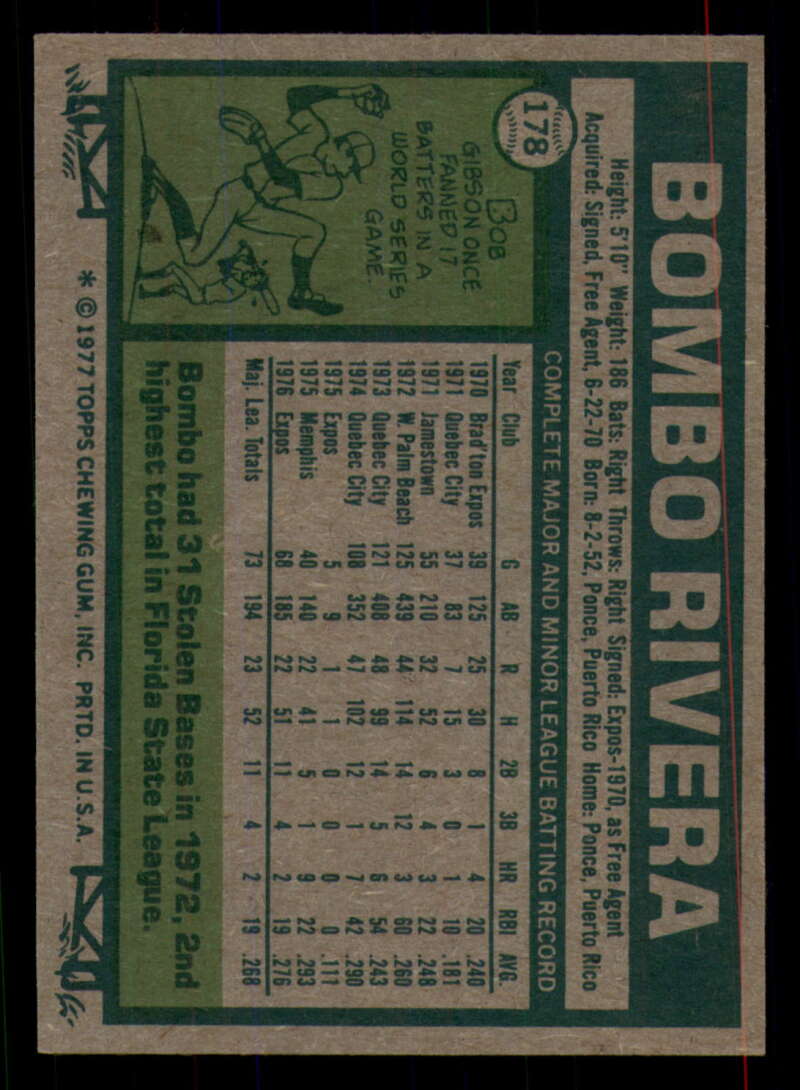 BOMBO RIVERA
178
Height: 5'10" Weight: 186 Bats: Right Throws: Right Signed: Expos-1970, as Free Agent
Acquired: Signed, Free Agent, 6-22-70 Born: 8-2-52, Ponce, Puerto Rico Home: Ponce, Puerto Rico
COMPLETE MAJOR AND MINOR LEAGUE BATTING RECORD
Year Club G AB R H 2B 3B HR RBI AVG.
1970 Brad'ton Expos 39 125 25 30 8 1 4 20 .240
1971 Quebec City 37 83 7 15 3 0 1 10 .181
1971 Jamestown 55 210 32 52 6 4 3 22 .248
1972 W. Palm Beach 125 439 44 114 14 12 3 60 .260
1973 Quebec City 121 408 48 99 14 5 6 54 .243
1974 Quebec City 108 352 47 102 12 1 7 42 .290
1975 Expos 5 9 1 1 0 0 0 0 .111
1975 Memphis 40 140 22 41 5 1 9 22 .293
1976 Expos 68 185 22 51 11 4 2 19 .276
Maj. Lea. Totals 73 194 23 52 11 4 2 19 .268
BOB
GIBSON ONCE
FANNED 17
BATTERS IN A
WORLD SERIES
GAME.
Bombo had 31 Stolen Bases in 1972, 2nd
highest total in Florida State League.
* © 1977 TOPPS CHEWING GUM, INC. PRTD. IN U.S.A.